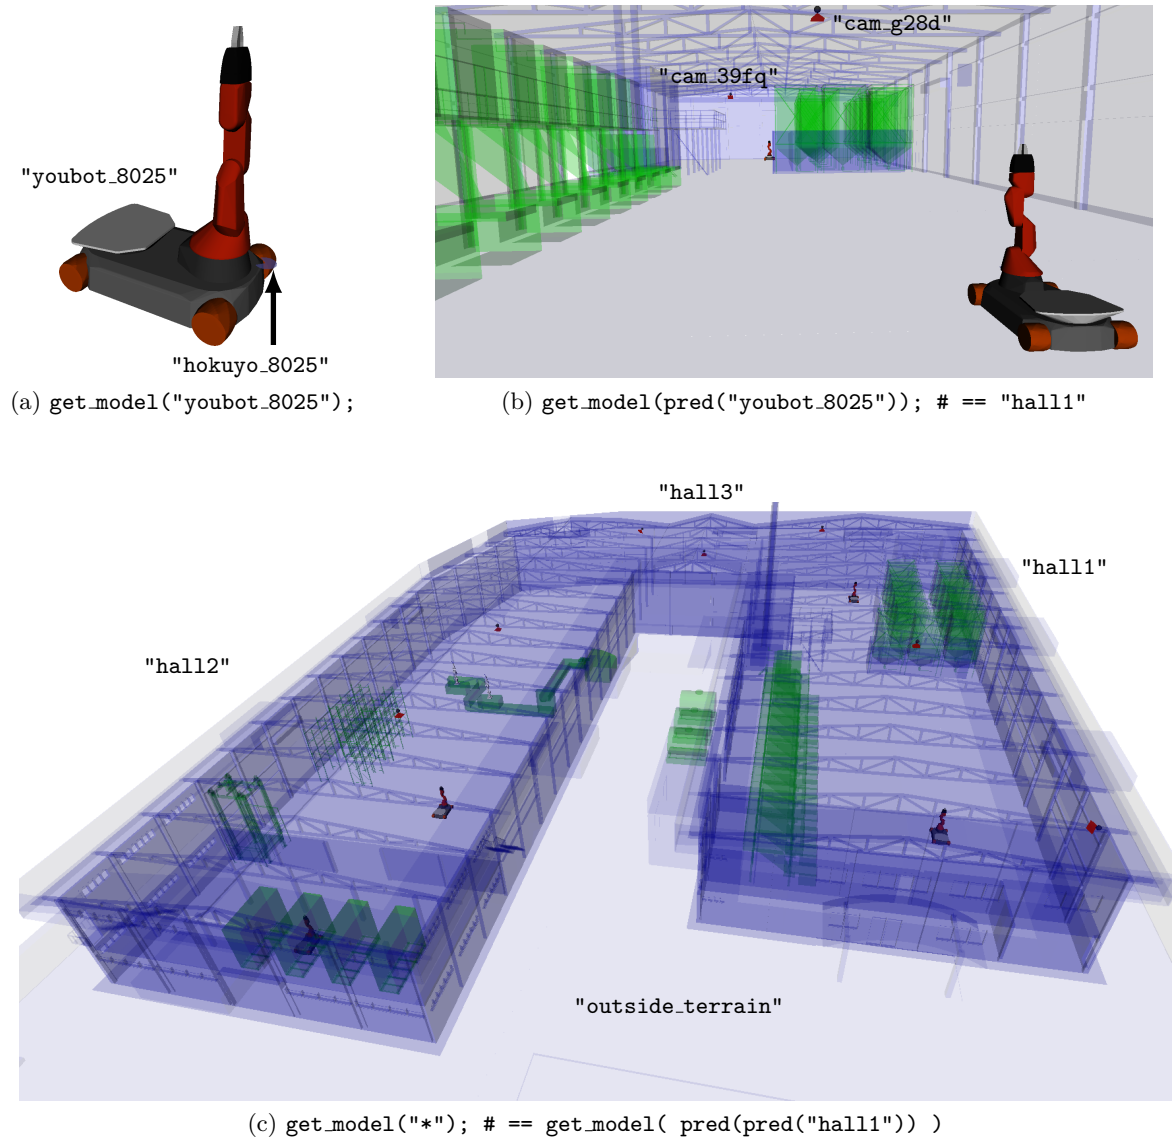 "youbot_8025"
"hokuyo_8025"
(a) get_model("youbot_8025");
"cam_g28d"
"cam_39fq"
(b) get_model(pred("youbot_8025")); # == "hall1"
"hall3"
"hall1"
"hall2"
"outside_terrain"
(c) get_model("*"); # == get_model( pred(pred("hall1")) )